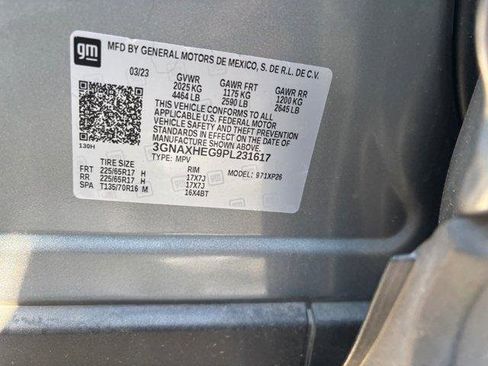 gm
MFD BY GENERAL MOTORS DE MEXICO, S. DE R.L. DE C.V.
03/23 GVWR GAWR FRT GAWR RR
2025 KG 1175 KG 1200 KG
4464 LB 2590 LB 2645 LB
THIS VEHICLE CONFORMS TO ALL
APPLICABLE U.S. FEDERAL MOTOR
VEHICLE SAFETY AND THEFT PREVENTION
STANDARDS IN EFFECT ON THE DATE
OF MANUFACTURE SHOWN ABOVE.
130H 3GNAXHEG9PL231617
TYPE: MPV MODEL: 971XP26
TIRE SIZE RIM
FRT 225/65R17 H 17X7J
RR 225/65R17 H 17X7J
SPA T135/70R16 M 16X4BT